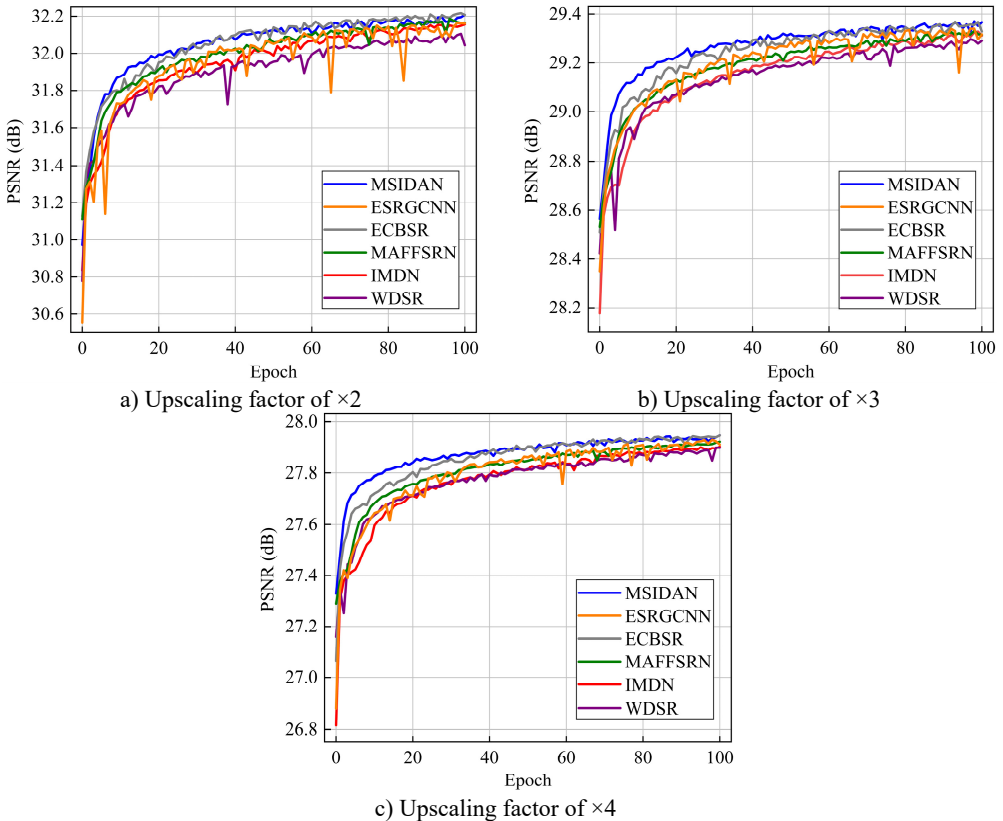 PSNR (dB)
32.2
32.0
31.8
31.6
31.4
31.2
31.0
30.8
30.6
MSIDAN
ESRGCNN
ECBSR
MAFFSRN
IMDN
WDSR
0 20 40 60 80 100
Epoch
a) Upscaling factor of ×2
PSNR (dB)
29.4
29.2
29.0
28.8
28.6
28.4
28.2
MSIDAN
ESRGCNN
ECBSR
MAFFSRN
IMDN
WDSR
0 20 40 60 80 100
Epoch
b) Upscaling factor of ×3
PSNR (dB)
28.0
27.8
27.6
27.4
27.2
27.0
26.8
MSIDAN
ESRGCNN
ECBSR
MAFFSRN
IMDN
WDSR
0 20 40 60 80 100
Epoch
c) Upscaling factor of ×4